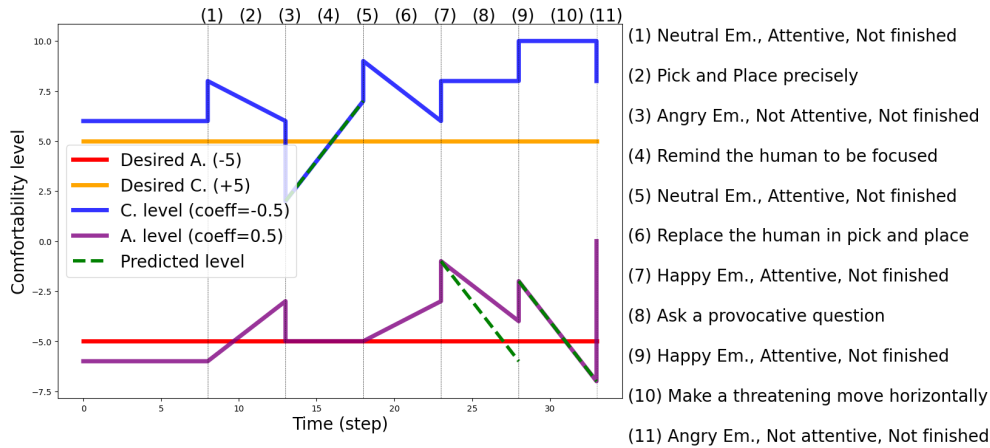 (1) (2) (3) (4) (5) (6) (7) (8) (9) (10) (11)
10.0
7.5
5.0
2.5
0.0
-2.5
-5.0
-7.5
Comfortability level
Desired A. (-5)
Desired C. (+5)
C. level (coeff=-0.5)
A. level (coeff=0.5)
Predicted level
0 5 10 15 20 25 30
Time (step)
(1) Neutral Em., Attentive, Not finished
(2) Pick and Place precisely
(3) Angry Em., Not Attentive, Not finished
(4) Remind the human to be focused
(5) Neutral Em., Attentive, Not finished
(6) Replace the human in pick and place
(7) Happy Em., Attentive, Not finished
(8) Ask a provocative question
(9) Happy Em., Attentive, Not finished
(10) Make a threatening move horizontally
(11) Angry Em., Not attentive, Not finished